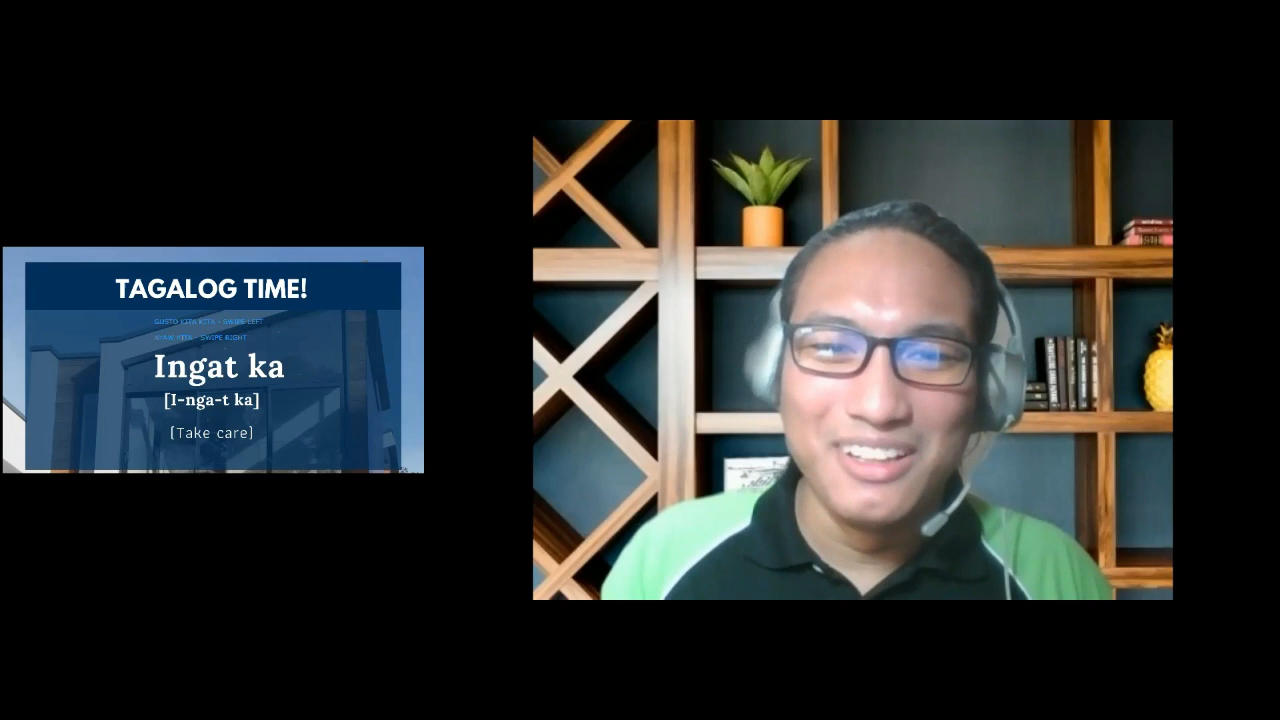 TAGALOG TIME!
GUSTO KITA KITA - SWIPE LEFT
AYAW KITA - SWIPE RIGHT
Ingat ka
[I-nga-t ka]
[Take care]